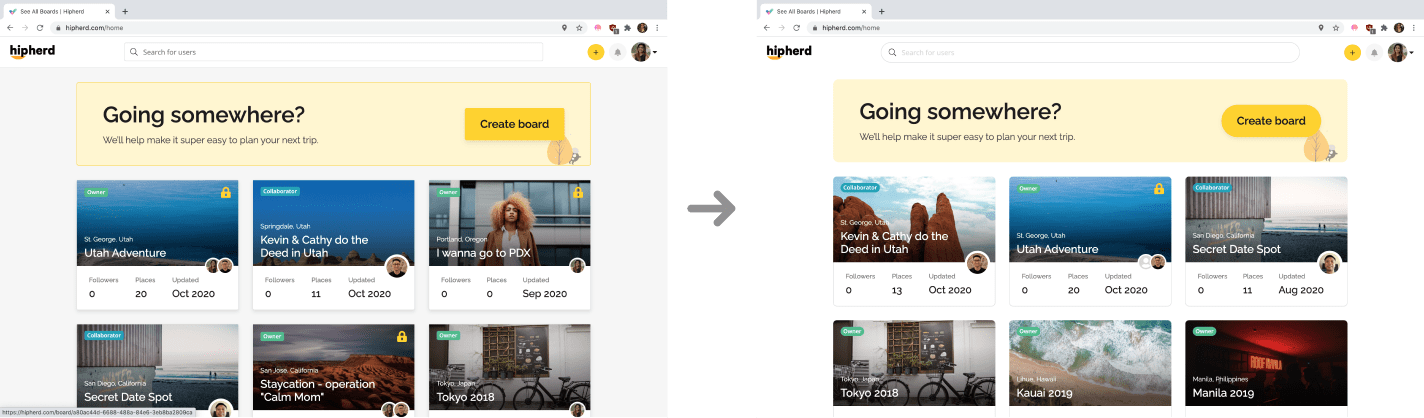 See All Boards | Hipherd
hipherd.com/home
hipherd
Search for users
Going somewhere?
We'll help make it super easy to plan your next trip.
Create board
Owner
St. George, Utah
Utah Adventure
Followers Places Updated
0 20 Oct 2020
Collaborator
Springdale, Utah
Kevin & Cathy do the
Deed in Utah
Followers Places Updated
0 11 Oct 2020
Owner
Portland, Oregon
I wanna go to PDX
Followers Places Updated
0 0 Sep 2020
Collaborator
San Diego, California
Secret Date Spot
Owner
San Jose, California
Staycation - operation
"Calm Mom"
Owner
Tokyo, Japan
Tokyo 2018
https://hipherd.com/board/a80ac44d-6688-488a-84e6-3eb8ba2809ca
See All Boards | Hipherd
hipherd.com/home
hipherd
Search for users
Going somewhere?
We'll help make it super easy to plan your next trip.
Create board
Collaborator
St. George, Utah
Kevin & Cathy do the
Deed in Utah
Followers Places Updated
0 13 Oct 2020
Owner
St. George, Utah
Utah Adventure
Followers Places Updated
0 20 Oct 2020
Collaborator
San Diego, California
Secret Date Spot
Followers Places Updated
0 11 Aug 2020
Owner
Tokyo, Japan
Tokyo 2018
Owner
Lihue, Hawaii
Kauai 2019
Owner
ROOF MANILA
Manila, Philippines
Manila 2019